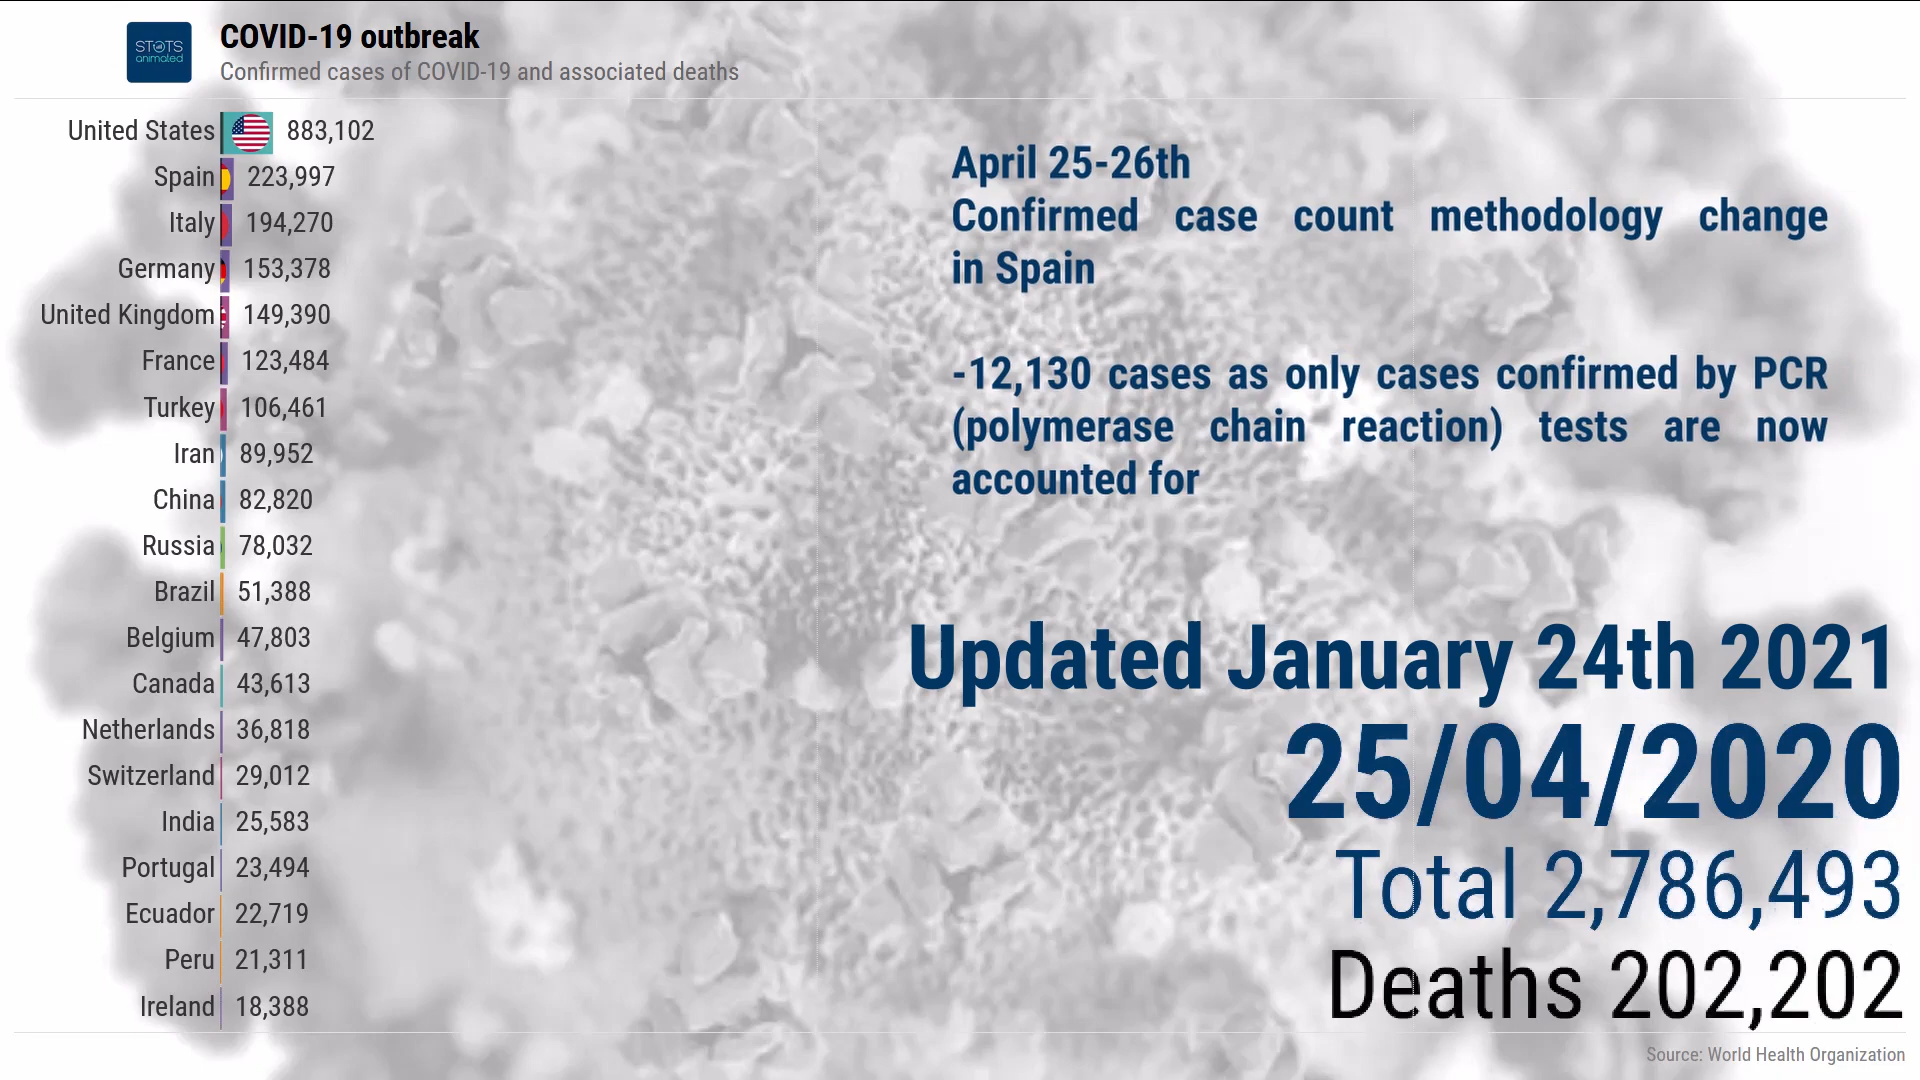 STATS
animated
COVID-19 outbreak
Confirmed cases of COVID-19 and associated deaths
United States 883,102
Spain 223,997
Italy 194,270
Germany 153,378
United Kingdom 149,390
France 123,484
Turkey 106,461
Iran 89,952
China 82,820
Russia 78,032
Brazil 51,388
Belgium 47,803
Canada 43,613
Netherlands 36,818
Switzerland 29,012
India 25,583
Portugal 23,494
Ecuador 22,719
Peru 21,311
Ireland 18,388
April 25-26th
Confirmed case count methodology change
in Spain
-12,130 cases as only cases confirmed by PCR
(polymerase chain reaction) tests are now
accounted for
Updated January 24th 2021
25/04/2020
Total 2,786,493
Deaths 202,202
Source: World Health Organization